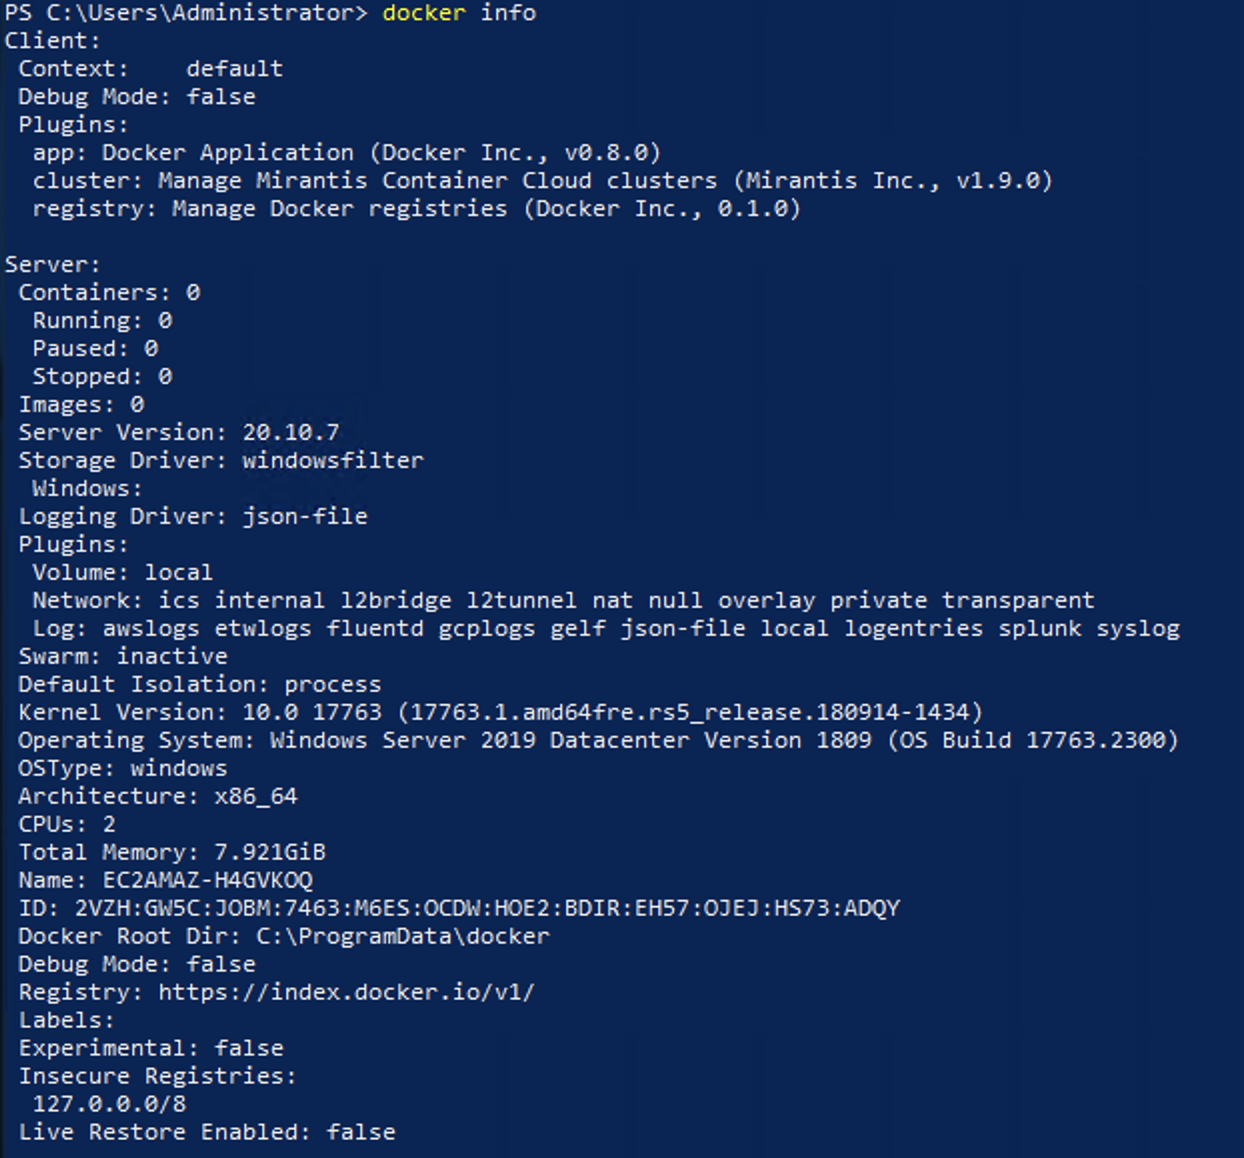 PS C:\Users\Administrator> docker info
Client:
 Context:    default
 Debug Mode: false
 Plugins:
  app: Docker Application (Docker Inc., v0.8.0)
  cluster: Manage Mirantis Container Cloud clusters (Mirantis Inc., v1.9.0)
  registry: Manage Docker registries (Docker Inc., 0.1.0)

Server:
 Containers: 0
  Running: 0
  Paused: 0
  Stopped: 0
 Images: 0
 Server Version: 20.10.7
 Storage Driver: windowsfilter
  Windows:
 Logging Driver: json-file
 Plugins:
  Volume: local
  Network: ics internal l2bridge l2tunnel nat null overlay private transparent
  Log: awslogs etwlogs fluentd gcplogs gelf json-file local logentries splunk syslog
 Swarm: inactive
 Default Isolation: process
 Kernel Version: 10.0 17763 (17763.1.amd64fre.rs5_release.180914-1434)
 Operating System: Windows Server 2019 Datacenter Version 1809 (OS Build 17763.2300)
 OSType: windows
 Architecture: x86_64
 CPUs: 2
 Total Memory: 7.921GiB
 Name: EC2AMAZ-H4GVKOQ
 ID: 2VZH:GW5C:JOBM:7463:M6ES:OCDW:HOE2:BDIR:EH57:OJEJ:HS73:ADQY
 Docker Root Dir: C:\ProgramData\docker
 Debug Mode: false
 Registry: https://index.docker.io/v1/
 Labels:
 Experimental: false
 Insecure Registries:
  127.0.0.0/8
 Live Restore Enabled: false